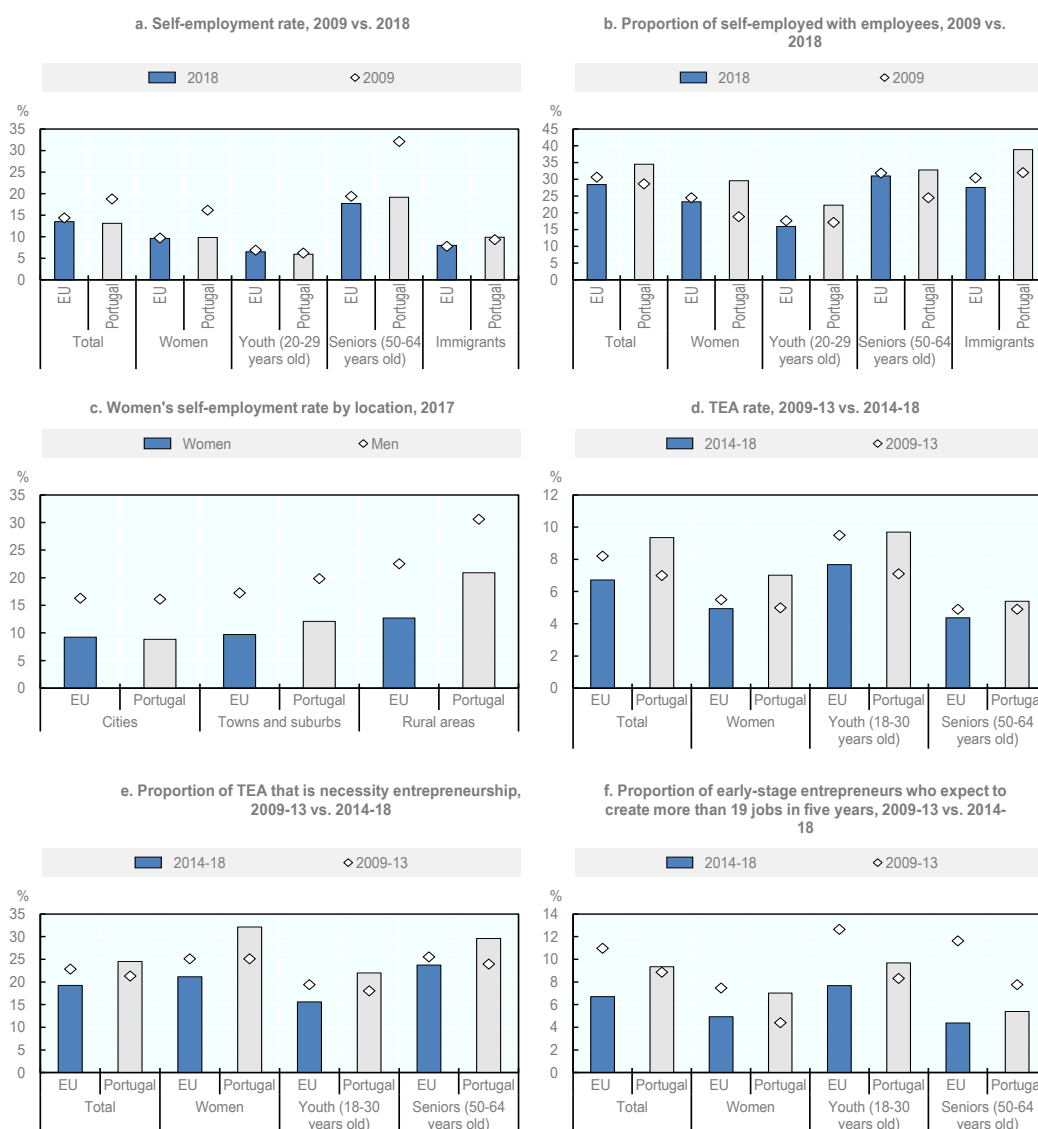 a. Self-employment rate, 2009 vs. 2018
2018
2009
%
35
30
25
20
15
10
5
0
EU
Portugal
EU
Portugal
EU
Portugal
EU
Portugal
EU
Portugal
Total
Women
Youth (20-29
years old)
Seniors (50-64
years old)
Immigrants
b. Proportion of self-employed with employees, 2009 vs.
2018
2018
2009
%
45
40
35
30
25
20
15
10
5
0
EU
Portugal
EU
Portugal
EU
Portugal
EU
Portugal
EU
Portugal
Total
Women
Youth (20-29
years old)
Seniors (50-64
years old)
Immigrants
c. Women's self-employment rate by location, 2017
Women
Men
%
35
30
25
20
15
10
5
0
EU
Portugal
EU
Portugal
EU
Portugal
Cities
Towns and suburbs
Rural areas
d. TEA rate, 2009-13 vs. 2014-18
2014-18
2009-13
%
12
10
8
6
4
2
0
EU
Portugal
EU
Portugal
EU
Portugal
EU
Portugal
Total
Women
Youth (18-30
years old)
Seniors (50-64
years old)
e. Proportion of TEA that is necessity entrepreneurship,
2009-13 vs. 2014-18
2014-18
2009-13
%
35
30
25
20
15
10
5
0
EU
Portugal
EU
Portugal
EU
Portugal
EU
Portugal
Total
Women
Youth (18-30
years old)
Seniors (50-64
years old)
f. Proportion of early-stage entrepreneurs who expect to
create more than 19 jobs in five years, 2009-13 vs. 2014-
18
2014-18
2009-13
%
14
12
10
8
6
4
2
0
EU
Portugal
EU
Portugal
EU
Portugal
EU
Portugal
Total
Women
Youth (18-30
years old)
Seniors (50-64
years old)